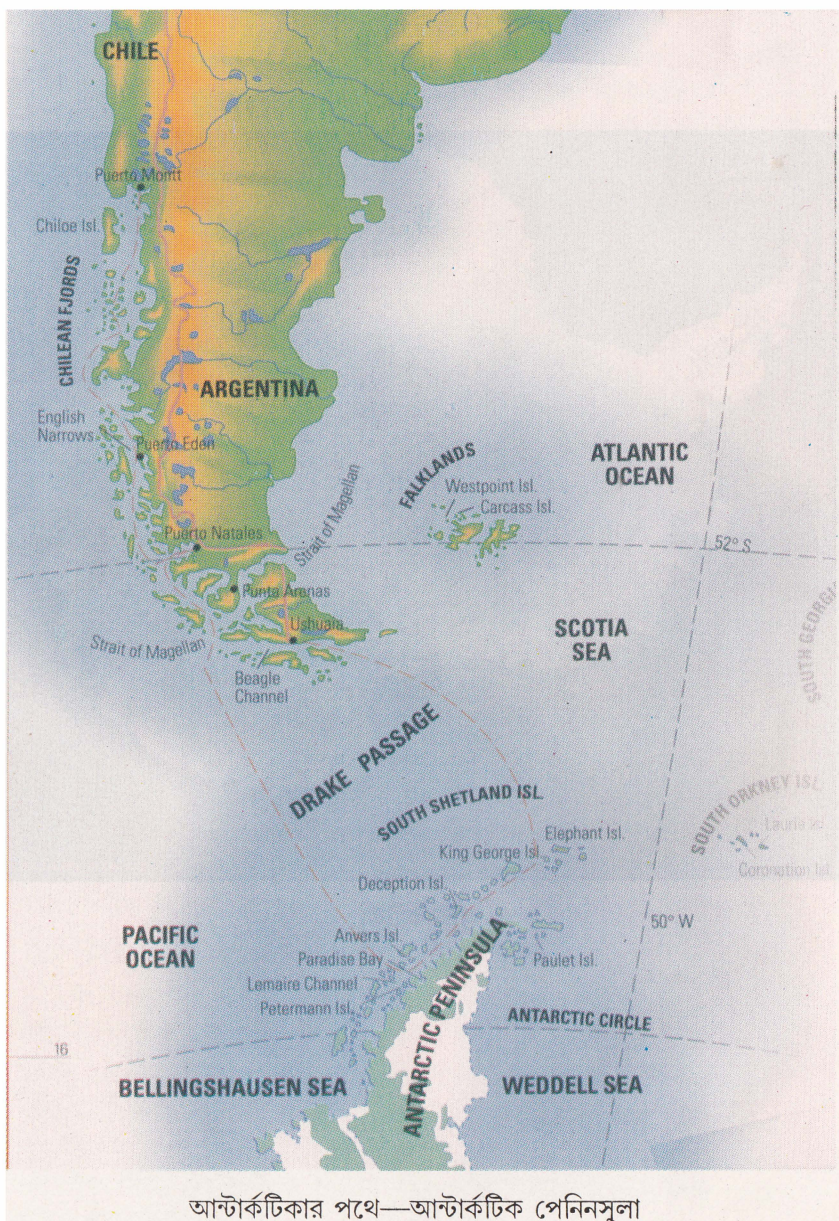 CHILE
Puerto Montt
Chiloe Isl.
CHILEAN FJORDS
ARGENTINA
English
Narrows
Puerto Eden
FALKLANDS
Westpoint Isl.
Carcass Isl.
ATLANTIC
OCEAN
Strait of Magellan
Puerto Natales
52° S
Punta Arenas
Ushuaia
Strait of Magellan
Beagle
Channel
SCOTIA
SEA
SOUTH GEORGIA
DRAKE PASSAGE
SOUTH SHETLAND ISL.
SOUTH ORKNEY ISL.
Elephant Isl.
King George Isl.
Laurie Isl.
Coronation Isl.
Deception Isl.
50° W
PACIFIC
OCEAN
Anvers Isl.
Paradise Bay
Paulet Isl.
Lemaire Channel
Petermann Isl.
ANTARCTIC PENINSULA
ANTARCTIC CIRCLE
16
BELLINGSHAUSEN SEA
WEDDELL SEA
আন্টার্কটিকার পথে—আন্টার্কটিক পেনিনসুলা